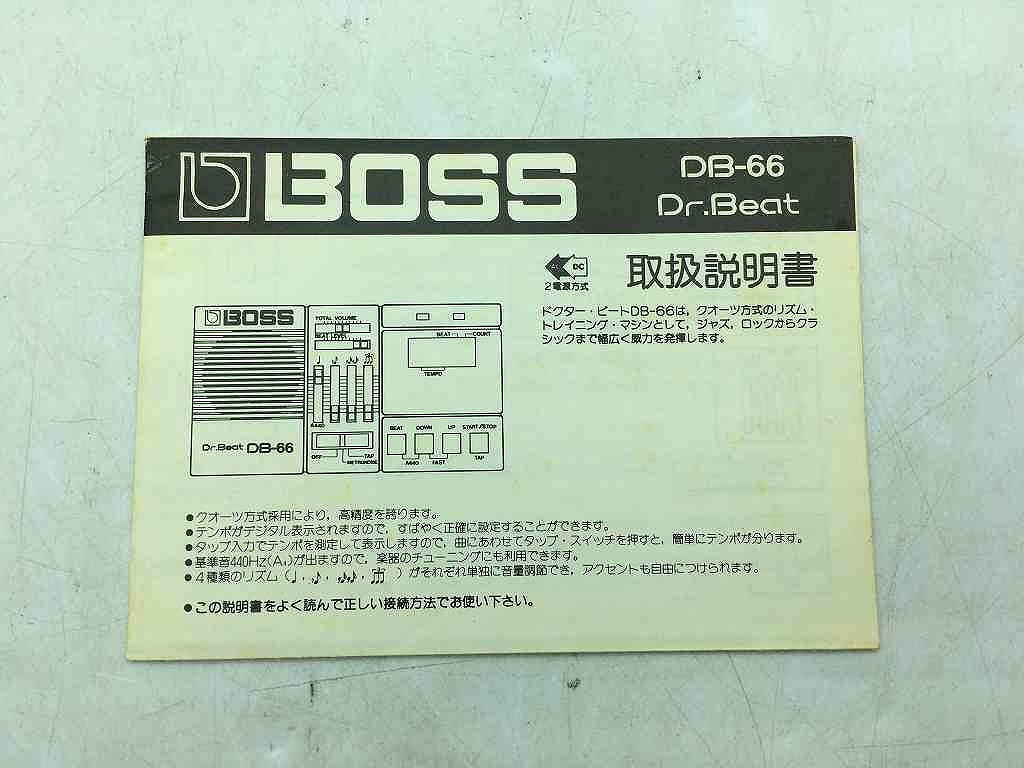 BOSS
DB-66
Dr.Beat
AC DC
2電源方式
取扱説明書
ドクター・ビートDB-66は，クオーツ方式のリズム・
トレイニング・マシンとして，ジャズ，ロックからクラ
シックまで幅広く威力を発揮します。
BOSS
Dr.Beat DB-66
TOTAL VOLUME
BEAT LEVEL
A440
OFF TAP
METRONOME
BEAT COUNT
TEMPO
BEAT DOWN UP START/STOP
A440 FAST TAP
●クオーツ方式採用により，高精度を誇ります。
●テンポがデジタル表示されますので，すばやく正確に設定することができます。
●タップ入力でテンポを測定して表示しますので，曲にあわせてタップ・スイッチを押すと，簡単にテンポが分ります。
●基準音440Hz(A₄)が出ますので，楽器のチューニングにも利用できます。
●4種類のリズム(♩・♪・♪♪・♬)がそれぞれ単独に音量調節でき，アクセントも自由につけられます。
●この説明書をよく読んで正しい接続方法でお使い下さい。